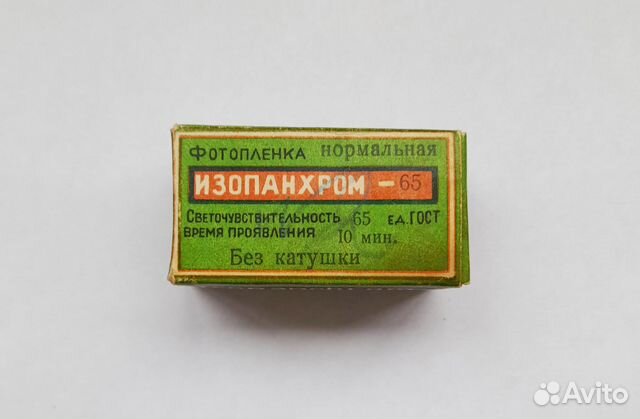 ФОТОПЛЕНКА нормальная
ИЗОПАНХРОМ - 65
СВЕТОЧУВСТВИТЕЛЬНОСТЬ 65 ЕД.ГОСТ
ВРЕМЯ ПРОЯВЛЕНИЯ 10 мин.
Без катушки
Avito